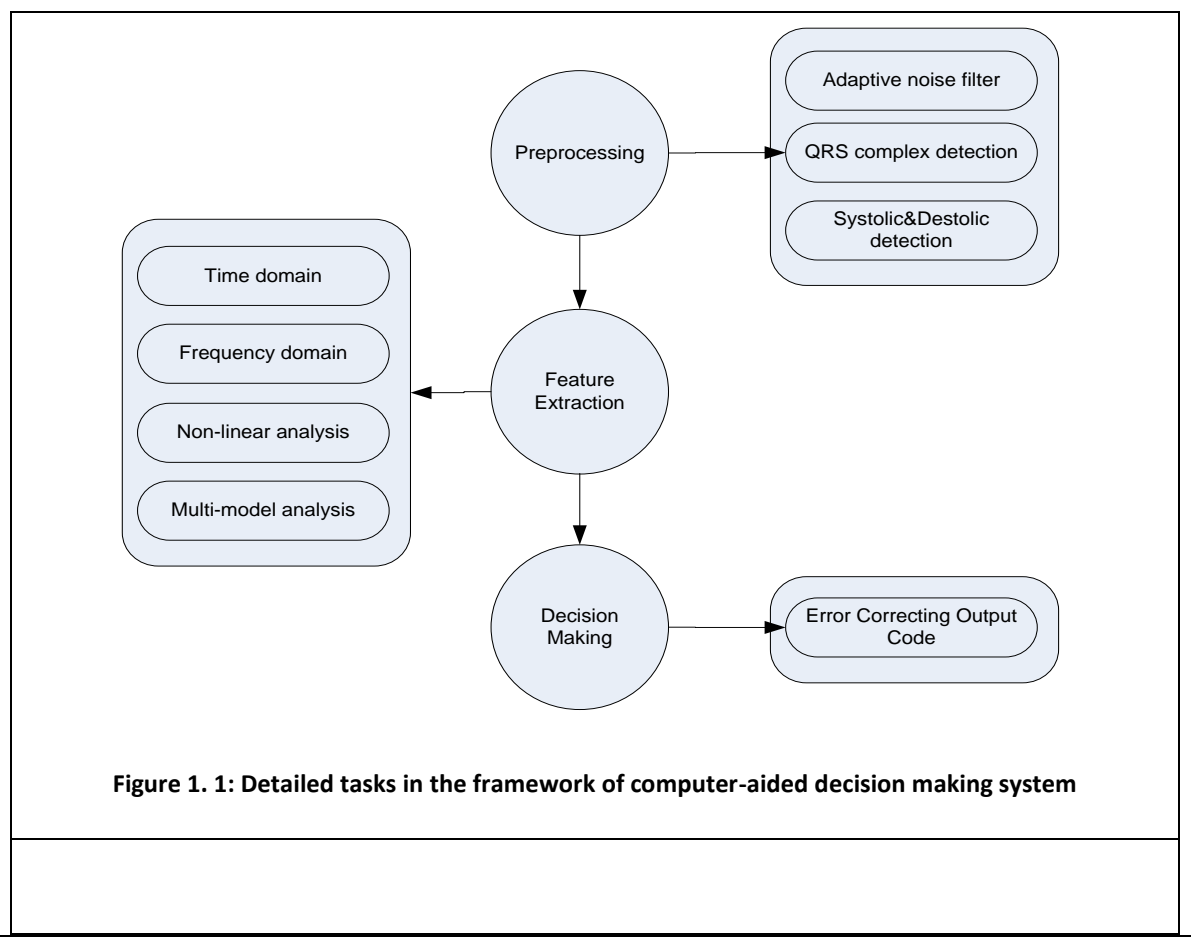 Preprocessing
Adaptive noise filter
QRS complex detection
Systolic&Destolic
detection
Feature
Extraction
Time domain
Frequency domain
Non-linear analysis
Multi-model analysis
Decision
Making
Error Correcting Output
Code
Figure 1. 1: Detailed tasks in the framework of computer-aided decision making system